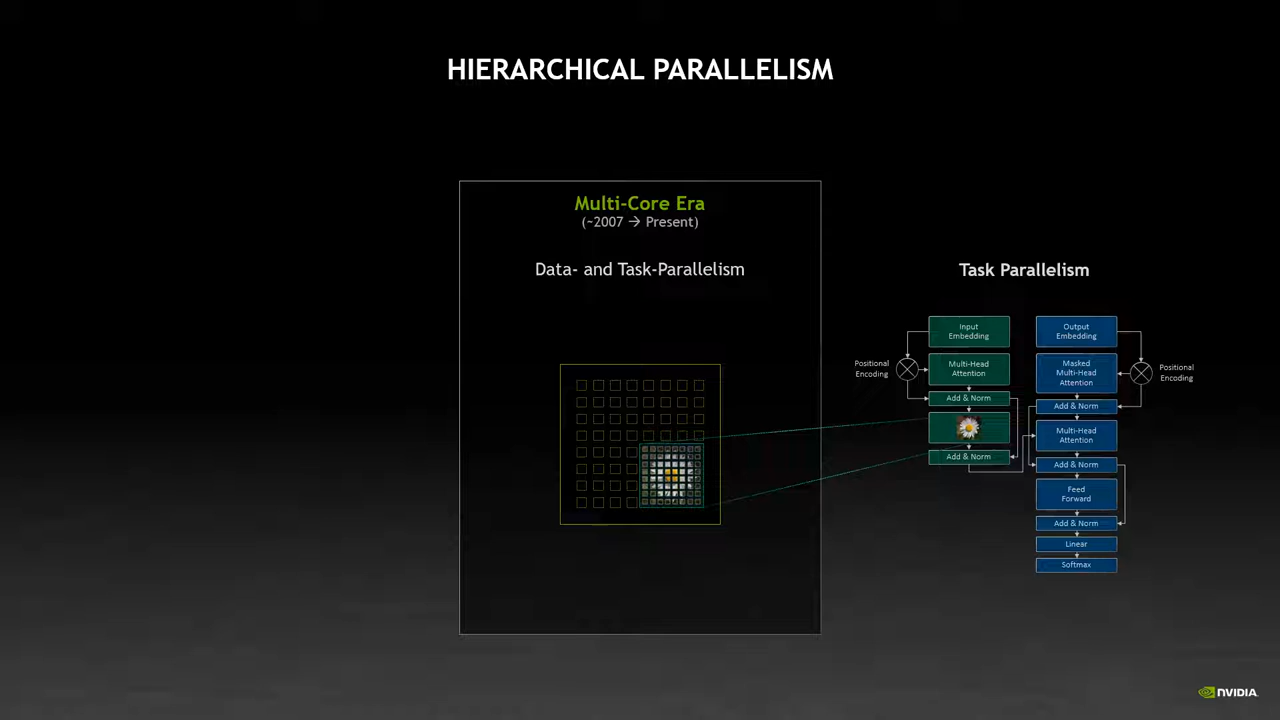 HIERARCHICAL PARALLELISM
Multi-Core Era
(~2007 → Present)
Data- and Task-Parallelism
Task Parallelism
Input
Embedding
Positional
Encoding
Multi-Head
Attention
Add & Norm
Add & Norm
Output
Embedding
Masked
Multi-Head
Attention
Positional
Encoding
Add & Norm
Multi-Head
Attention
Add & Norm
Feed
Forward
Add & Norm
Linear
Softmax
NVIDIA.